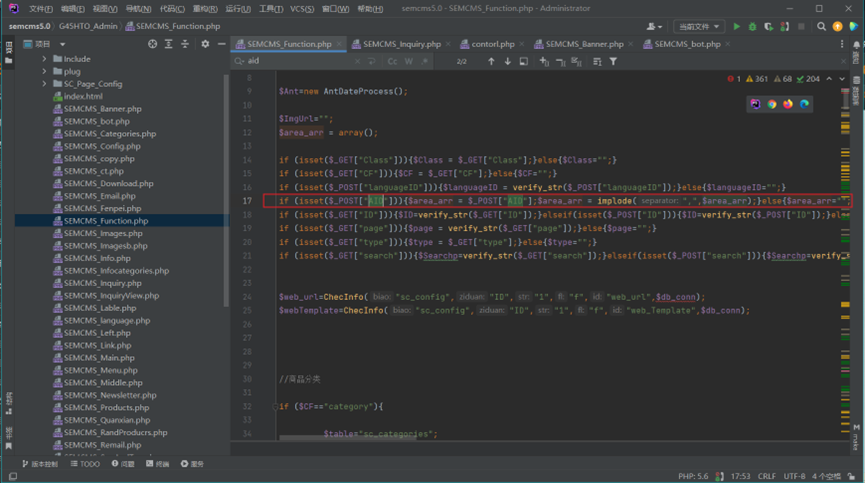 文件(F) 编辑(E) 视图(V) 导航(N) 代码(C) 重构(R) 运行(U) 工具(T) VCS(S) 窗口(W) 帮助(H) semcms5.0 - SEMCMS_Function.php - Administrator
semcms5.0 G4SHTO_Admin SEMCMS_Function.php 当前文件
项目
Include
plug
SC_Page_Config
index.html
SEMCMS_Banner.php
SEMCMS_bot.php
SEMCMS_Categories.php
SEMCMS_Config.php
SEMCMS_copy.php
SEMCMS_ct.php
SEMCMS_Download.php
SEMCMS_Email.php
SEMCMS_Fenpei.php
SEMCMS_Function.php
SEMCMS_Images.php
SEMCMS_Imagesb.php
SEMCMS_Info.php
SEMCMS_Infocategories.php
SEMCMS_Inquiry.php
SEMCMS_InquiryView.php
SEMCMS_Lable.php
SEMCMS_language.php
SEMCMS_Left.php
SEMCMS_Link.php
SEMCMS_Main.php
SEMCMS_Menu.php
SEMCMS_Middle.php
SEMCMS_Newsletter.php
SEMCMS_Products.php
SEMCMS_Quanxian.php
SEMCMS_RandProducrs.php
SEMCMS_Remail.php
SEMCMS_Function.php SEMCMS_Inquiry.php contorl.php SEMCMS_Banner.php SEMCMS_bot.php
aid Cc W 2/2
1 361 68 204
8
9 $Ant=new AntDateProcess();
10
11 $ImgUrl="";
12 $area_arr = array();
13
14 if (isset($_GET["Class"])){$Class = $_GET["Class"];}else{$Class="";}
15 if (isset($_GET["CF"])){$CF = $_GET["CF"];}else{$CF="";}
16 if (isset($_POST["languageID"])){$languageID = verify_str($_POST["languageID"]);}else{$languageID="";}
17 if (isset($_POST["AID"])){$area_arr = $_POST["AID"];$area_arr = implode( separator: ",",$area_arr);}else{$area_arr="";
18 if (isset($_GET["ID"])){$ID=verify_str($_GET["ID"]);}elseif(isset($_POST["ID"])){$ID=verify_str($_POST["ID"]);}els
19 if (isset($_GET["page"])){$page = verify_str($_GET["page"]);}else{$page="";}
20 if (isset($_GET["type"])){$type = $_GET["type"];}else{$type="";}
21 if (isset($_GET["search"])){$Searchp=verify_str($_GET["search"]);}elseif(isset($_POST["search"])){$Searchp=verify_
22
23
24 $web_url=ChecInfo( biao: "sc_config", ziduan: "ID", str: "1", fl: "f", id: "web_url",$db_conn);
25 $webTemplate=ChecInfo( biao: "sc_config", ziduan: "ID", str: "1", fl: "f", id: "web_Template",$db_conn);
26
27
28
29
30 //商品分类
31
32 if ($CF=="category"){
33
34 $table="sc_categories";
版本控制 TODO 问题 终端 服务
PHP: 5.6 17:53 CRLF UTF-8 4 个空格